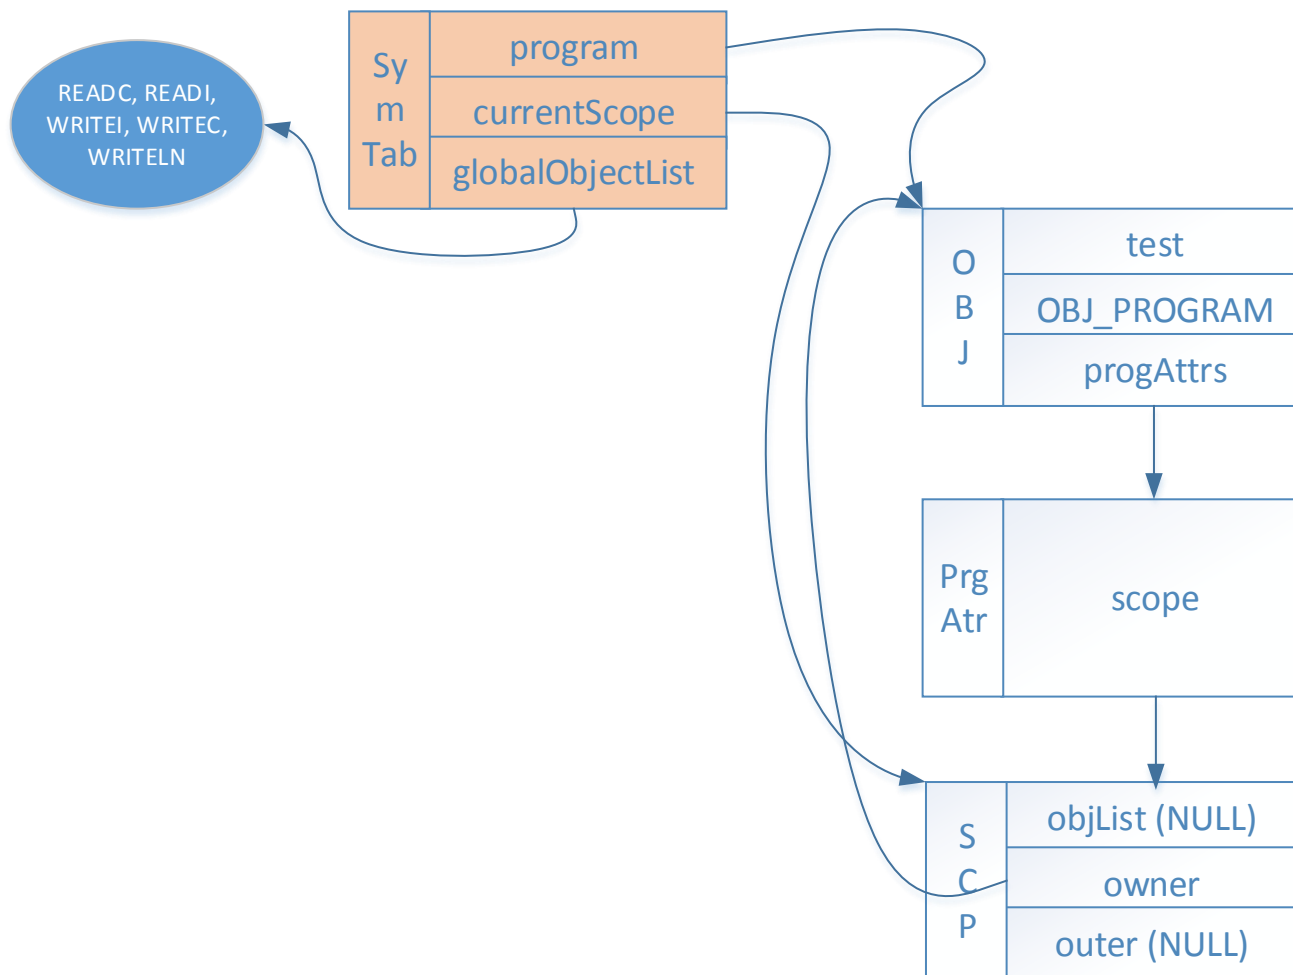 READC, READI,
WRITEI, WRITEC,
WRITELN
Sy
m
Tab
program
currentScope
globalObjectList
O
B
J
test
OBJ_PROGRAM
progAttrs
Prg
Atr
scope
S
C
P
objList (NULL)
owner
outer (NULL)